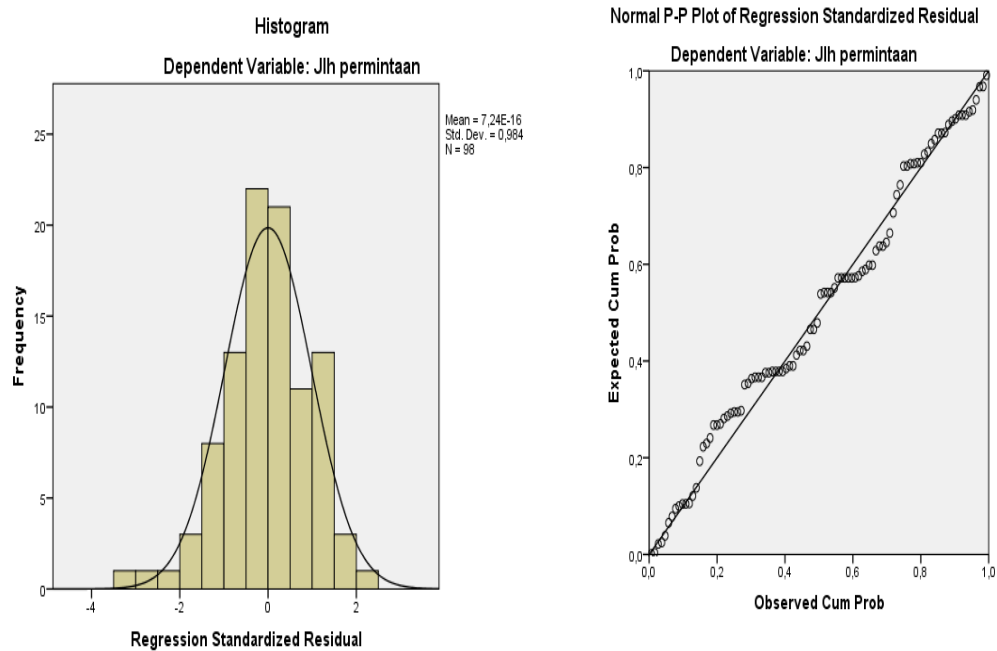 Histogram
Dependent Variable: Jlh permintaan
Mean = 7,24E-16
Std. Dev. = 0,984
N = 98
25
20
15
10
5
0
Frequency
-4
-2
0
2
Regression Standardized Residual
Normal P-P Plot of Regression Standardized Residual
Dependent Variable: Jlh permintaan
1,0
0,8
0,6
0,4
0,2
0,0
Expected Cum Prob
0,0
0,2
0,4
0,6
0,8
1,0
Observed Cum Prob